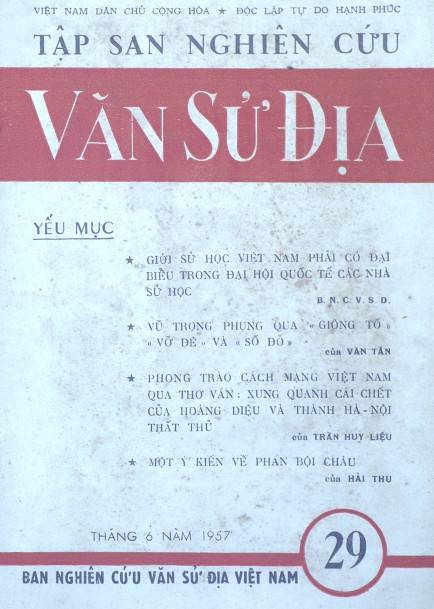 VIỆT NAM DÂN CHỦ CỘNG HÒA ★ ĐỘC LẬP TỰ DO HẠNH PHÚC
TẬP SAN NGHIÊN CỨU
VĂN SỬ ĐỊA
YẾU MỤC
★ GIỚI SỬ HỌC VIỆT NAM PHẢI CÓ ĐẠI
BIỂU TRONG ĐẠI HỘI QUỐC TẾ CÁC NHÀ
SỬ HỌC
B. N. C. V. S. D.
★ VŨ TRỌNG PHỤNG QUA «GIÔNG TỐ»
«VỠ ĐÊ» VÀ «SỐ ĐỎ»
của VĂN TÂN
★ PHONG TRÀO CÁCH MẠNG VIỆT NAM
QUA THƠ VĂN: XUNG QUANH CÁI CHẾT
CỦA HOÀNG DIỆU VÀ THÀNH HÀ-NỘI
THẤT THỦ
của TRẦN HUY LIỆU
★ MỘT Ý KIẾN VỀ PHAN BỘI CHÂU
của HẢI THU
THÁNG 6 NĂM 1957
29
BAN NGHIÊN CỨU VĂN SỬ ĐỊA VIỆT NAM